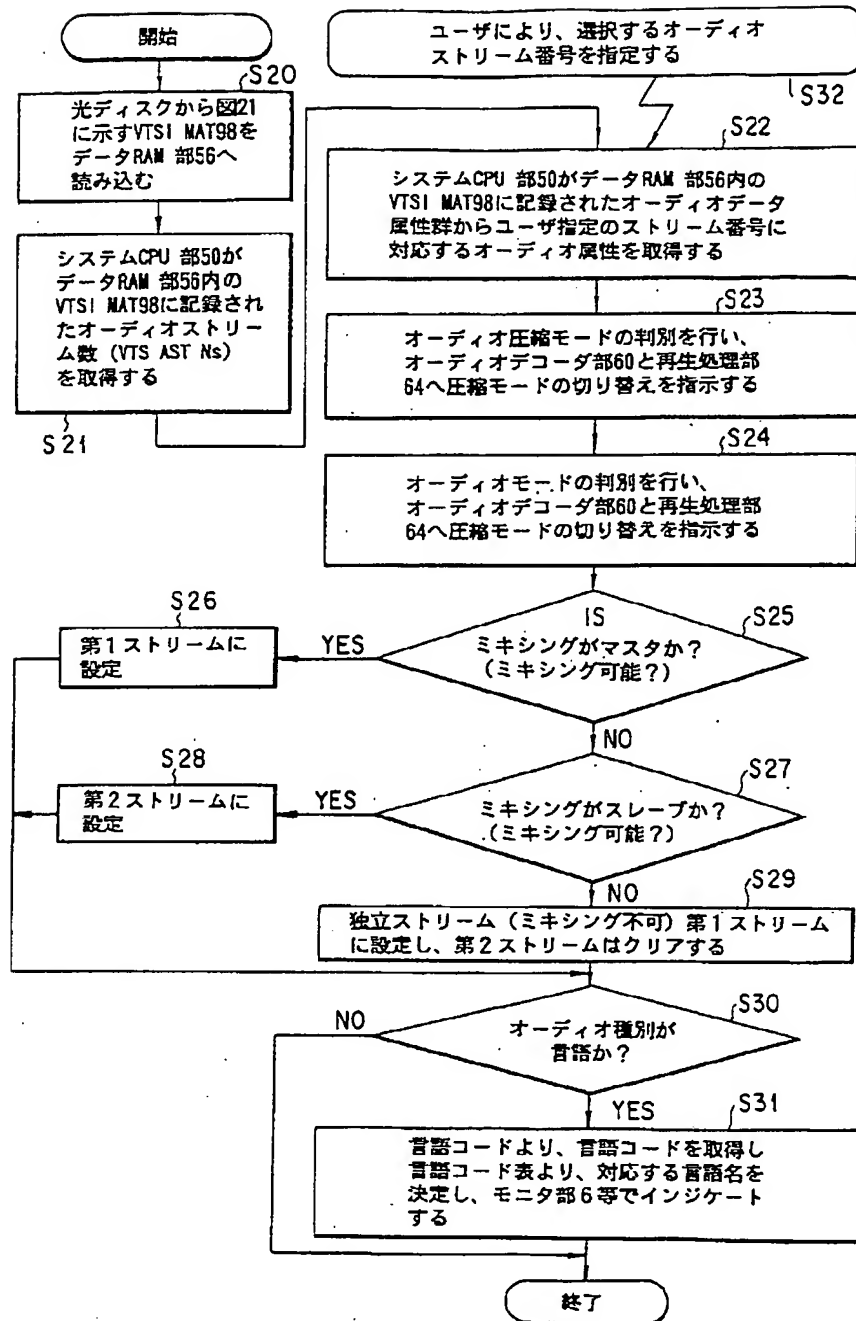 開始
S20
光ディスクから図21
に示すVTSI MAT98を
データRAM 部56へ
読み込む
システムCPU 部50が
データRAM 部56内の
VTSI MAT98に記録され
たオーディオストリー
ム数 (VTS AST Ns)
を取得する
S21
ユーザにより、選択するオーディオ
ストリーム番号を指定する
S32
S22
システムCPU 部50がデータRAM 部56内の
VTSI MAT98に記録されたオーディオデータ
属性群からユーザ指定のストリーム番号に
対応するオーディオ属性を取得する
S23
オーディオ圧縮モードの判別を行い、
オーディオデコーダ部60と再生処理部
64へ圧縮モードの切り替えを指示する
S24
オーディオモードの判別を行い、
オーディオデコーダ部60と再生処理部
64へ圧縮モードの切り替えを指示する
S25
IS
ミキシングがマスタか?
(ミキシング可能?)
YES
S26
第1ストリームに
設定
NO
S27
ミキシングがスレーブか?
(ミキシング可能?)
YES
S28
第2ストリームに
設定
NO
S29
独立ストリーム(ミキシング不可)第1ストリーム
に設定し、第2ストリームはクリアする
S30
オーディオ種別が
言語か?
NO
YES
S31
言語コードより、言語コードを取得し
言語コード表より、対応する言語名を
決定し、モニタ部6等でインジケート
する
終了